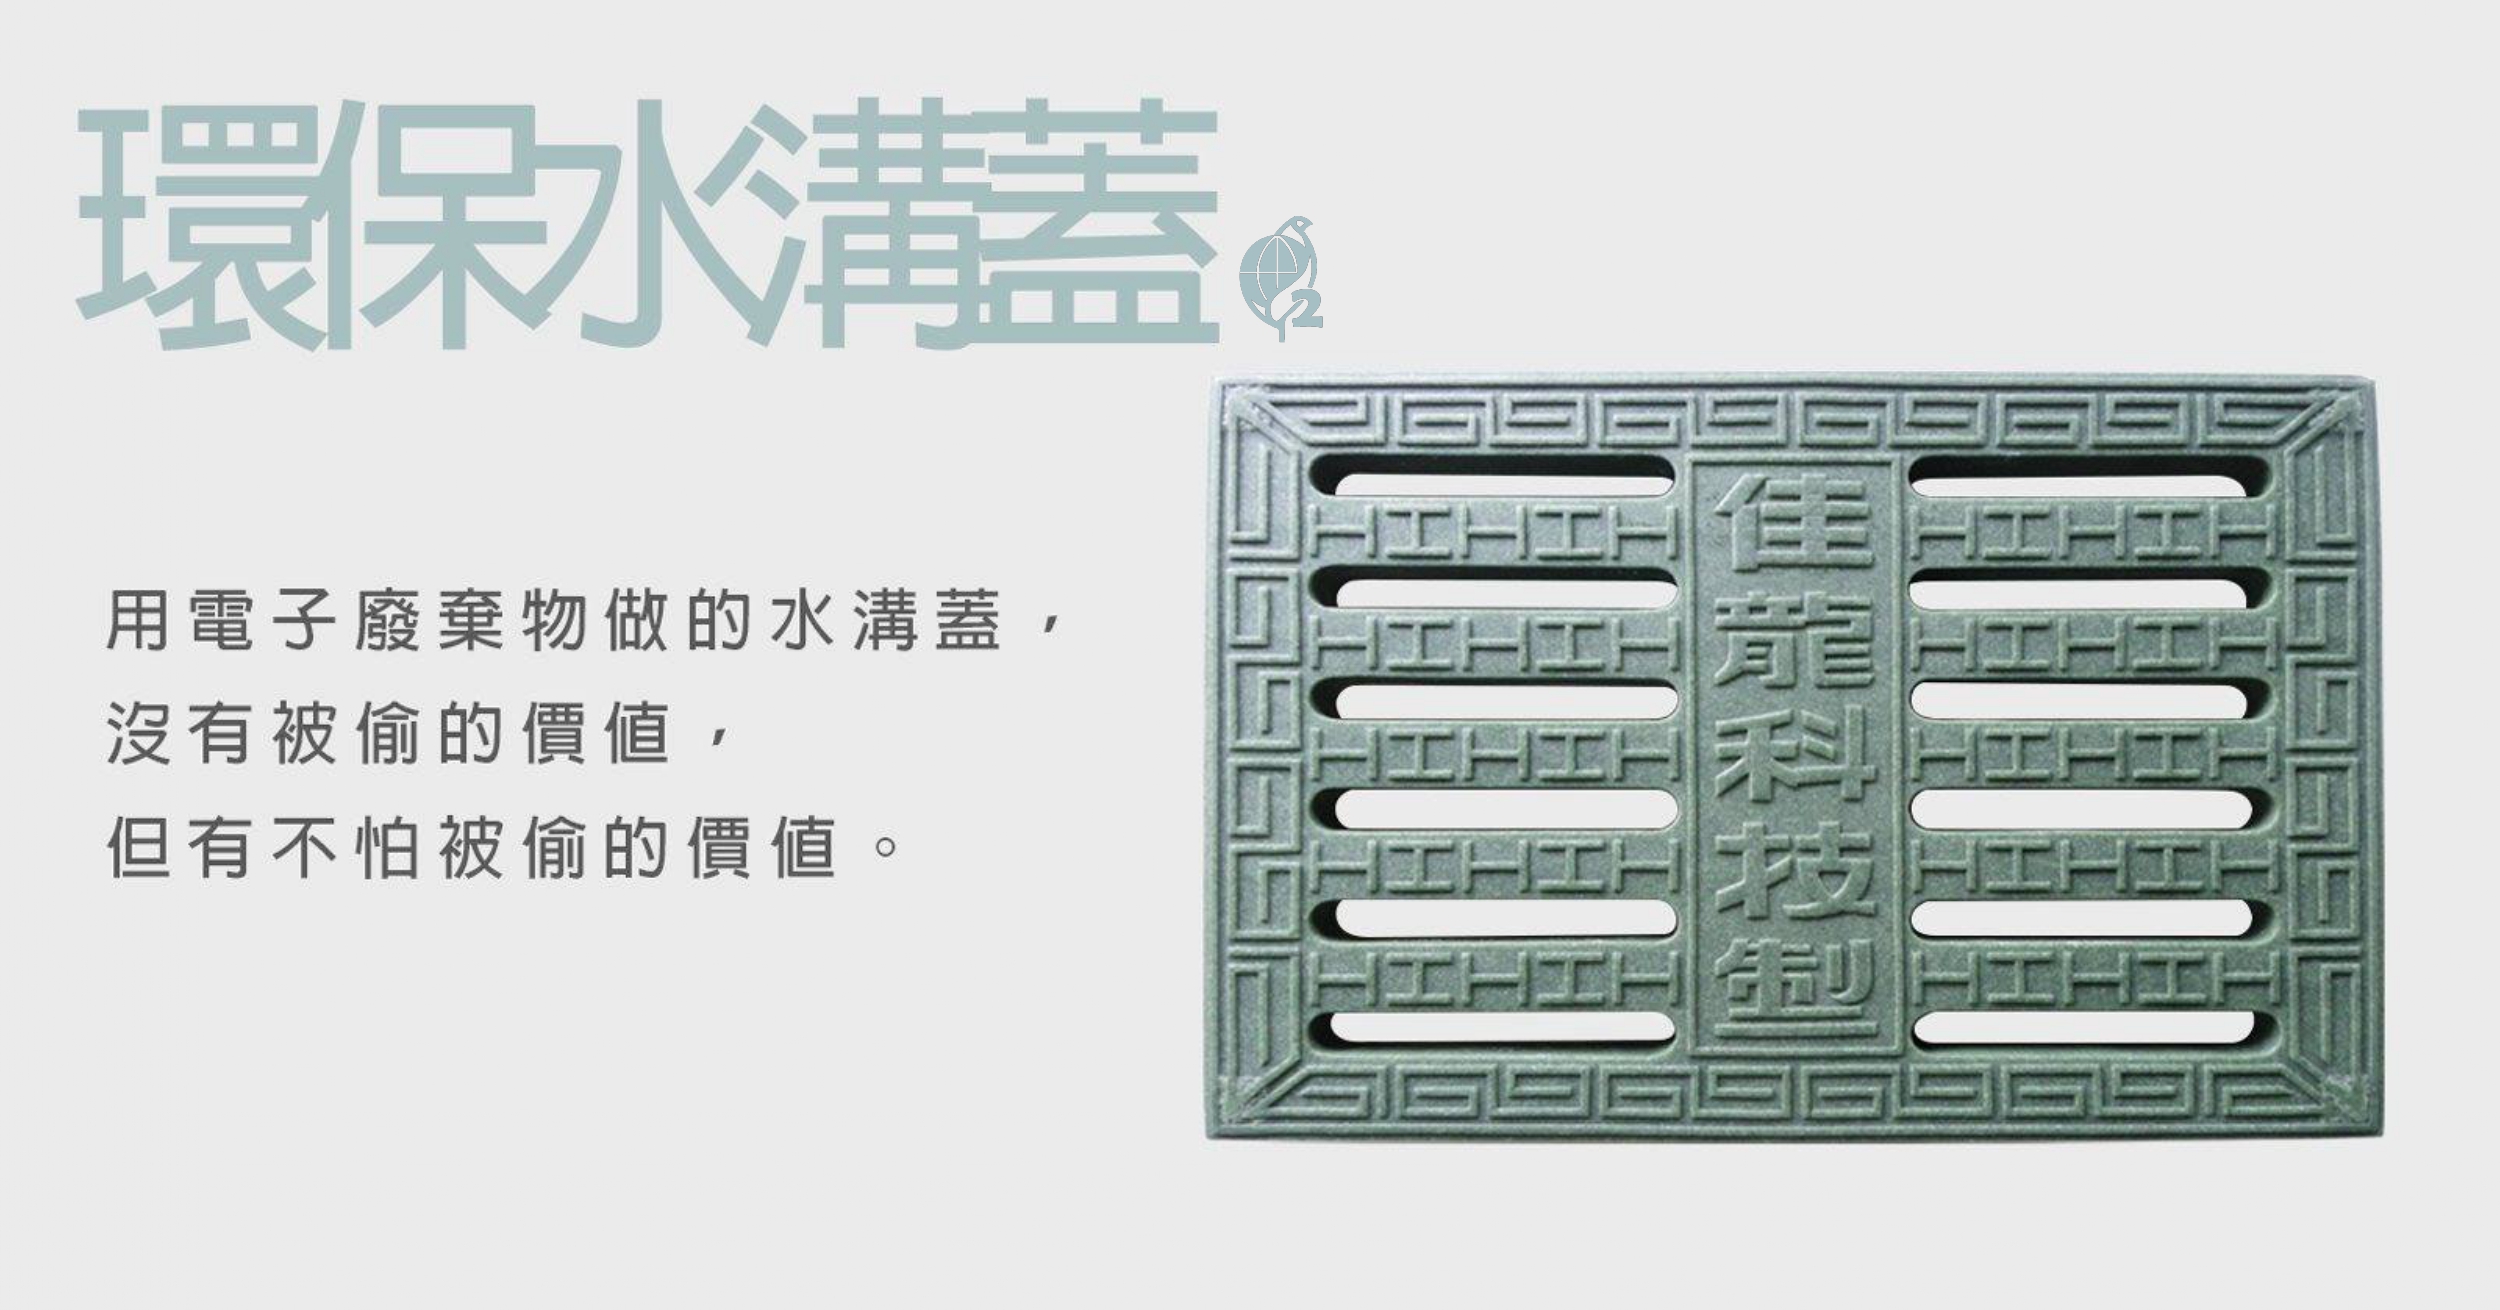 環保水溝蓋
2
用電子廢棄物做的水溝蓋，
沒有被偷的價值，
但有不怕被偷的價值。
佳龍科技製